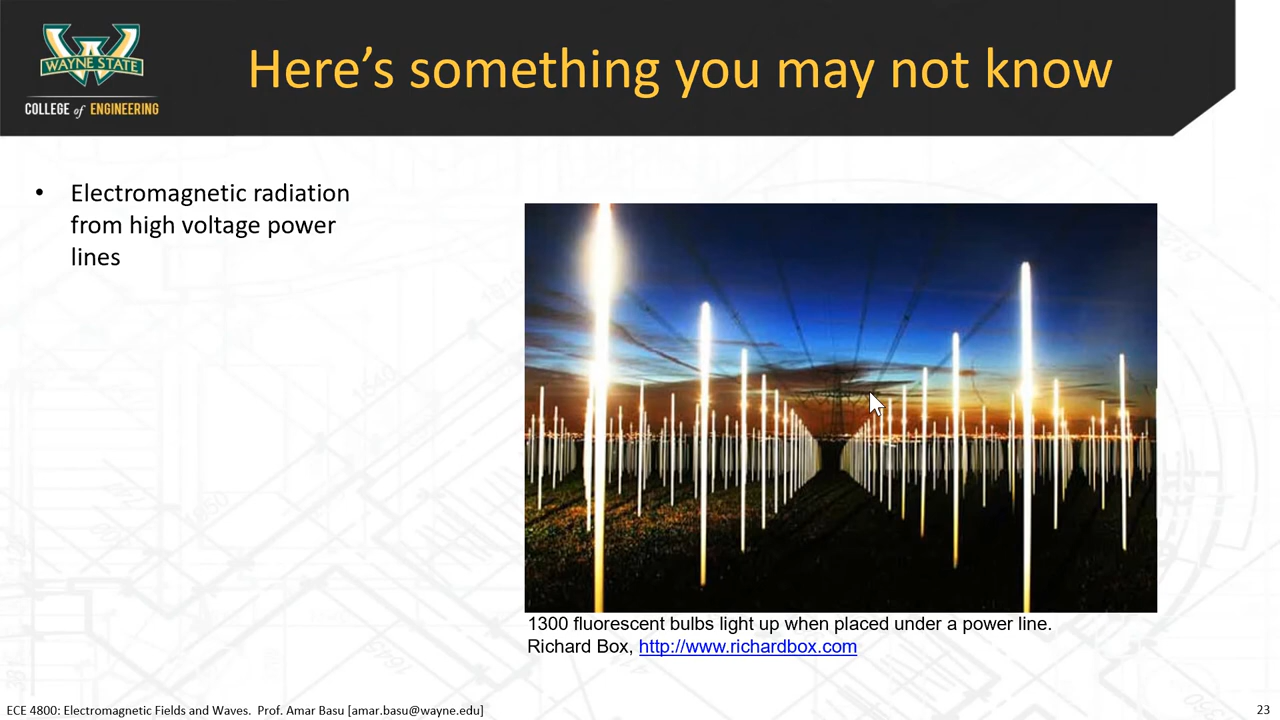 WAYNE STATE
COLLEGE of ENGINEERING
Here’s something you may not know
• Electromagnetic radiation
from high voltage power
lines
1300 fluorescent bulbs light up when placed under a power line.
Richard Box, http://www.richardbox.com
ECE 4800: Electromagnetic Fields and Waves. Prof. Amar Basu [amar.basu@wayne.edu]
23